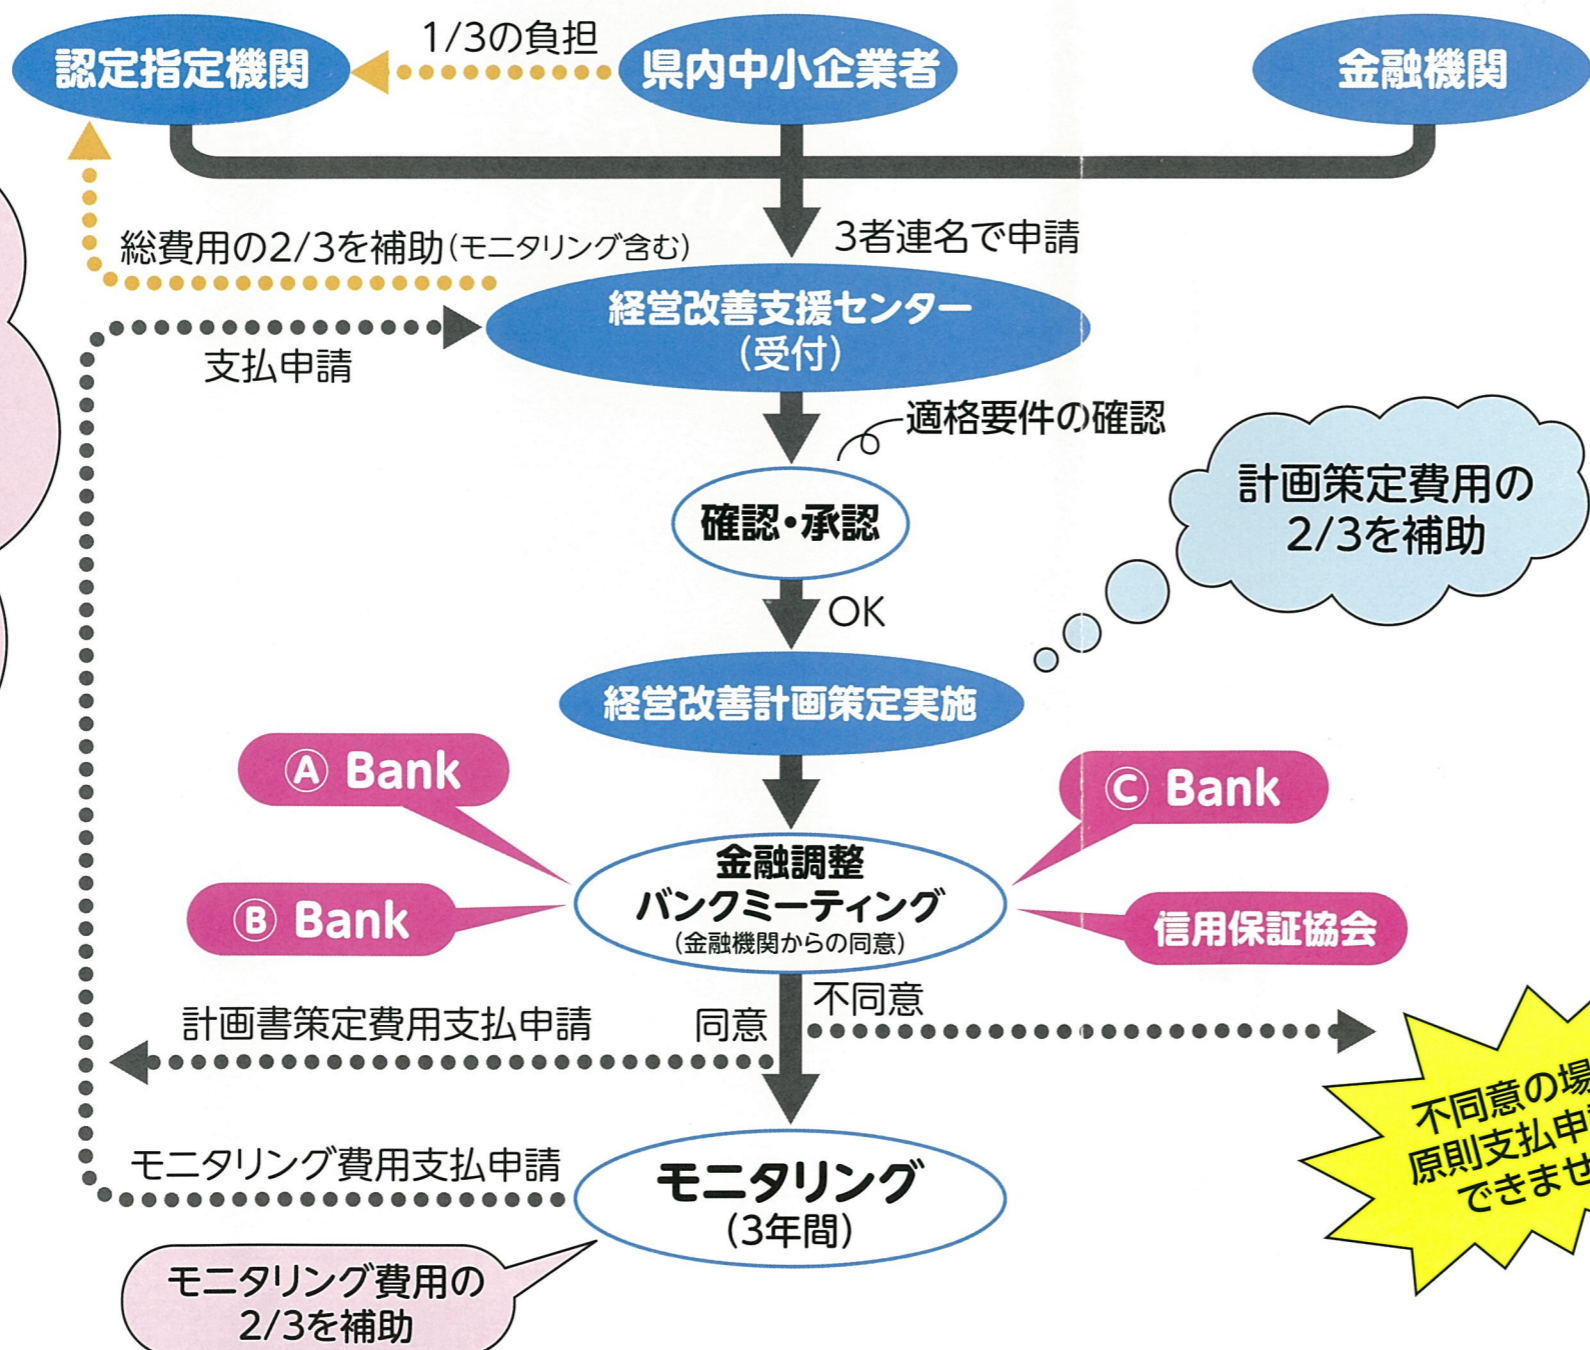 認定指定機関
1/3の負担
県内中小企業者
金融機関
総費用の2/3を補助(モニタリング含む)
3者連名で申請
経営改善支援センター
(受付)
支払申請
適格要件の確認
確認・承認
計画策定費用の
2/3を補助
OK
経営改善計画策定実施
Ⓐ Bank
Ⓒ Bank
金融調整
バンクミーティング
(金融機関からの同意)
Ⓑ Bank
信用保証協会
計画書策定費用支払申請
同意
不同意
不同意の場
原則支払申
できませ
モニタリング費用支払申請
モニタリング
(3年間)
モニタリング費用の
2/3を補助